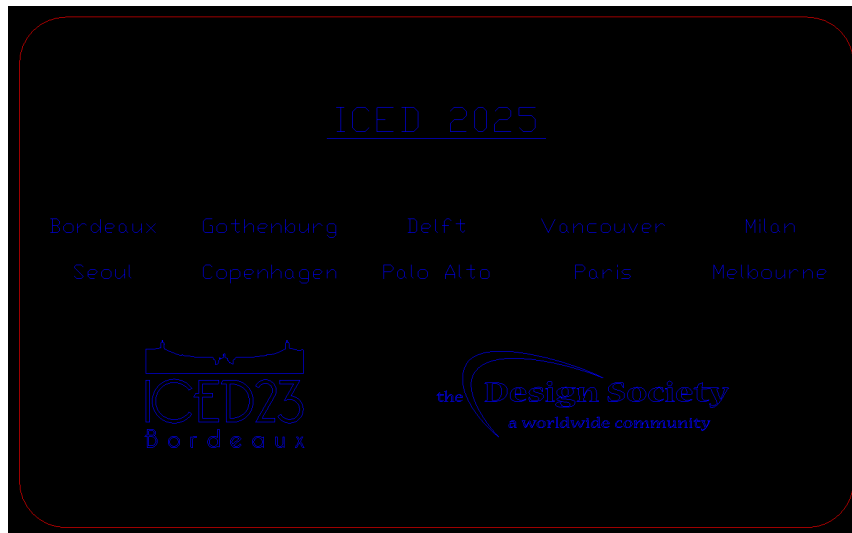 ICED 2025
Bordeaux Gothenburg Delft Vancouver Milan
Seoul Copenhagen Palo Alto Paris Melbourne
ICED23
Bordeaux
the Design Society
a worldwide community